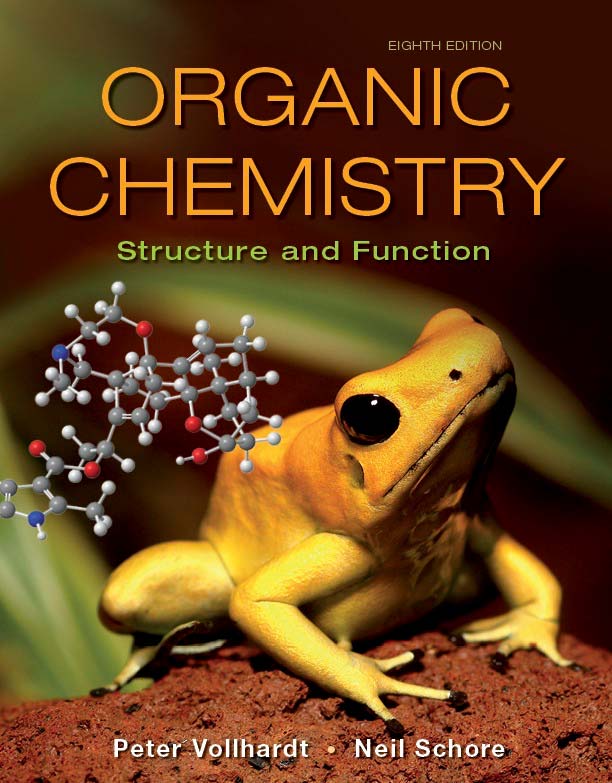 EIGHTH EDITION
ORGANIC
CHEMISTRY
Structure and Function
Peter Vollhardt • Neil Schore